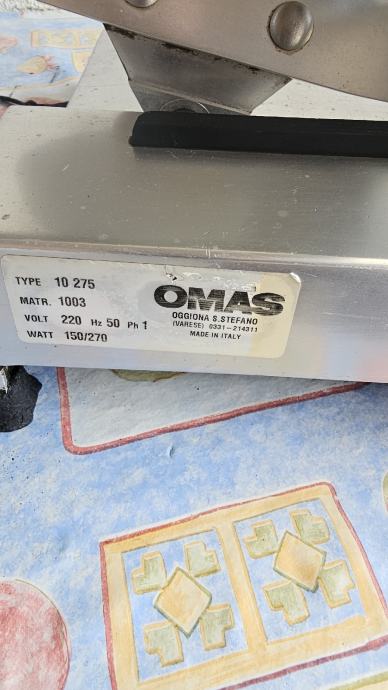 TYPE 10 275
MATR. 1003
VOLT 220 Hz 50 Ph 1
WATT 150/270
OMAS
OGGIONA S.STEFANO
(VARESE) 0331-214311
MADE IN ITALY